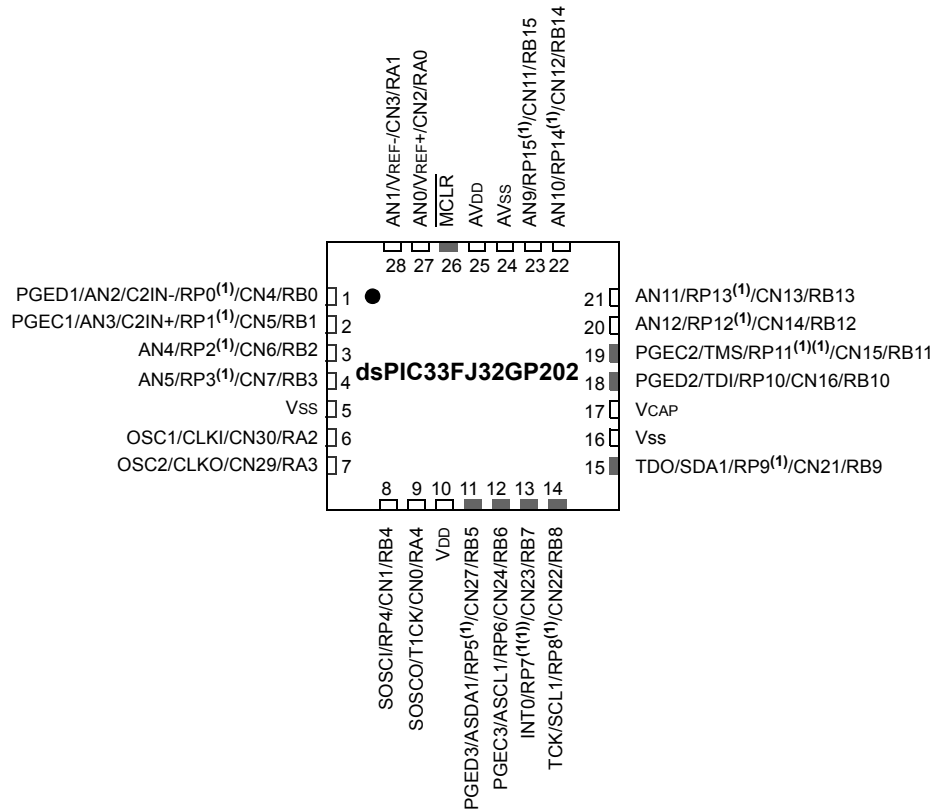 AN1/VREF-/CN3/RA1
AN0/VREF+/CN2/RA0
MCLR
AVDD
AVSS
AN9/RP15(1)/CN11/RB15
AN10/RP14(1)/CN12/RB14
28 27 26 25 24 23 22
PGED1/AN2/C2IN-/RP0(1)/CN4/RB0 1
PGEC1/AN3/C2IN+/RP1(1)/CN5/RB1 2
AN4/RP2(1)/CN6/RB2 3
AN5/RP3(1)/CN7/RB3 4
VSS 5
OSC1/CLKI/CN30/RA2 6
OSC2/CLKO/CN29/RA3 7
dsPIC33FJ32GP202
21 AN11/RP13(1)/CN13/RB13
20 AN12/RP12(1)/CN14/RB12
19 PGEC2/TMS/RP11(1)(1)/CN15/RB11
18 PGED2/TDI/RP10/CN16/RB10
17 VCAP
16 Vss
15 TDO/SDA1/RP9(1)/CN21/RB9
8 9 10 11 12 13 14
SOSCI/RP4/CN1/RB4
SOSCO/T1CK/CN0/RA4
VDD
PGED3/ASDA1/RP5(1)/CN27/RB5
PGEC3/ASCL1/RP6/CN24/RB6
INT0/RP7(1(1))/CN23/RB7
TCK/SCL1/RP8(1)/CN22/RB8